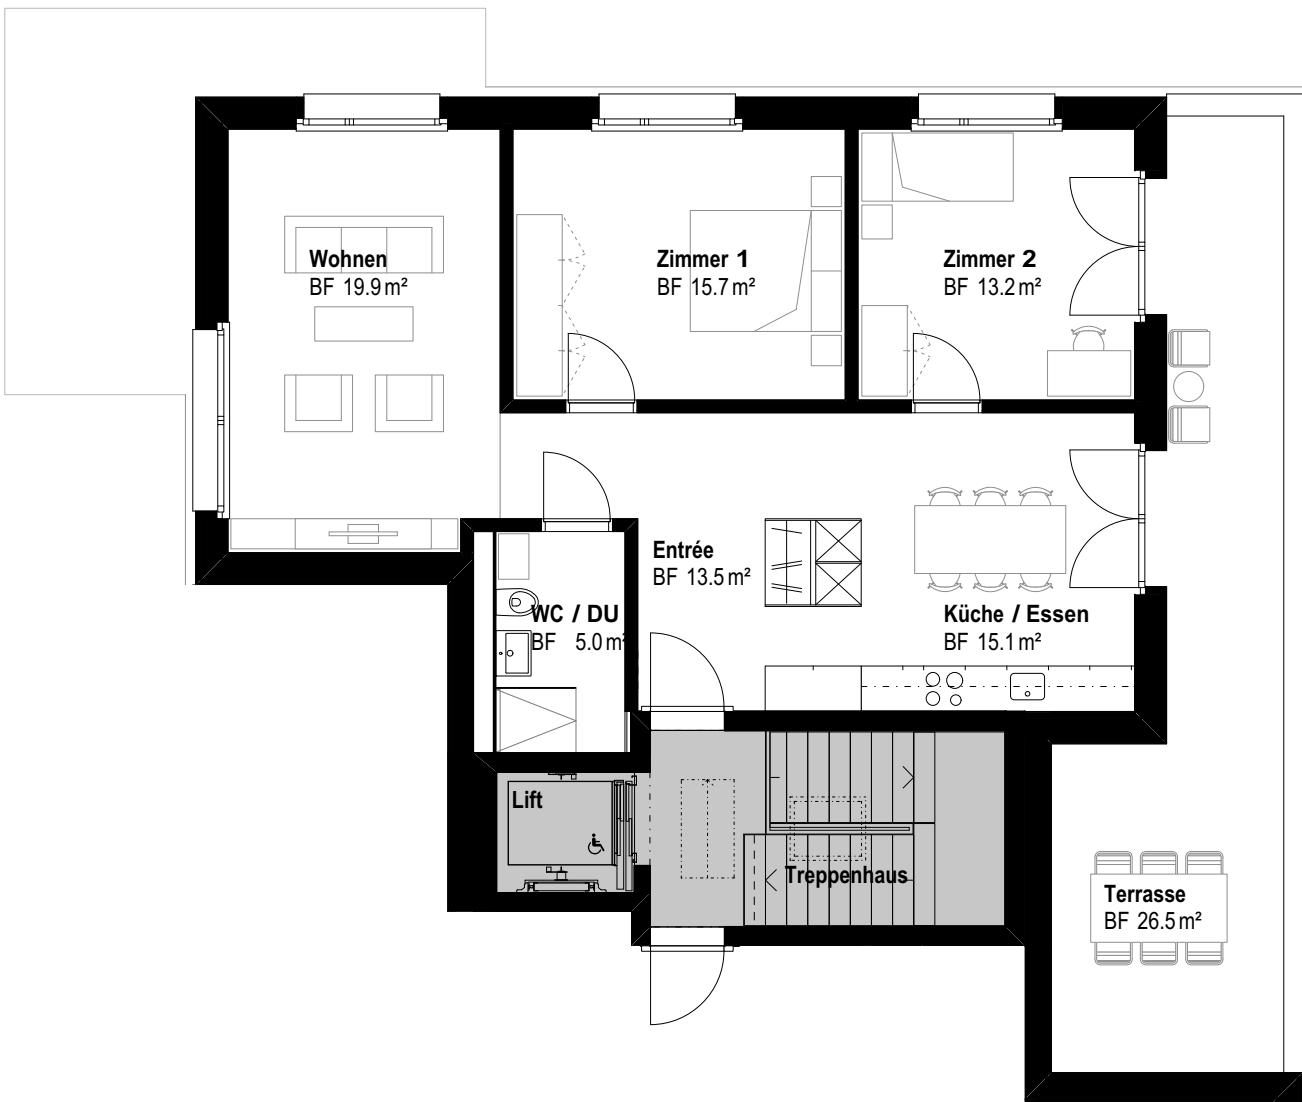 Wohnen
BF 19.9 m²
Zimmer 1
BF 15.7 m²
Zimmer 2
BF 13.2 m²
Entrée
BF 13.5 m²
WC / DU
BF 5.0 m²
Küche / Essen
BF 15.1 m²
Lift
Treppenhaus
Terrasse
BF 26.5 m²